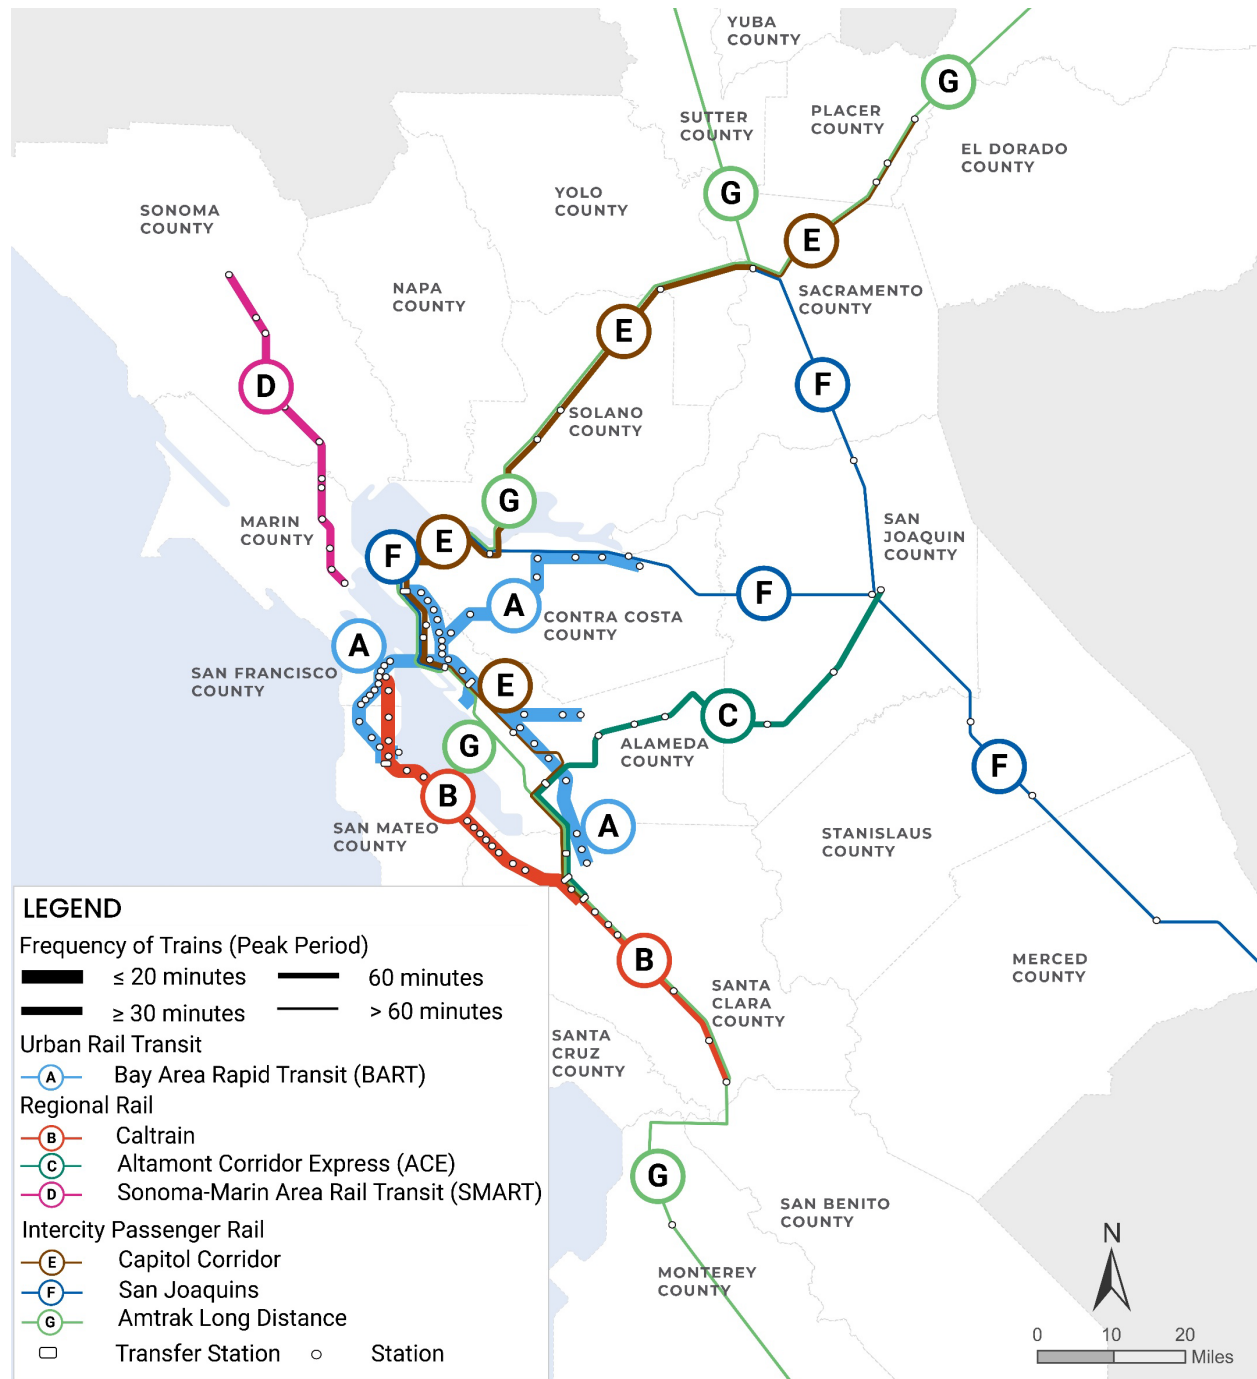 YUBA
COUNTY
G
SUTTER
COUNTY
PLACER
COUNTY
EL DORADO
COUNTY
YOLO
COUNTY
G
SONOMA
COUNTY
E
NAPA
COUNTY
SACRAMENTO
COUNTY
E
D
F
SOLANO
COUNTY
G
MARIN
COUNTY
SAN
JOAQUIN
COUNTY
E
F
A
F
CONTRA COSTA
COUNTY
A
SAN FRANCISCO
COUNTY
E
C
G
ALAMEDA
COUNTY
F
B
A
SAN MATEO
COUNTY
STANISLAUS
COUNTY
B
MERCED
COUNTY
SANTA
CLARA
COUNTY
SANTA
CRUZ
COUNTY
G
SAN BENITO
COUNTY
MONTEREY
COUNTY
LEGEND
Frequency of Trains (Peak Period)
≤ 20 minutes
60 minutes
≥ 30 minutes
> 60 minutes
Urban Rail Transit
A Bay Area Rapid Transit (BART)
Regional Rail
B Caltrain
C Altamont Corridor Express (ACE)
D Sonoma-Marin Area Rail Transit (SMART)
Intercity Passenger Rail
E Capitol Corridor
F San Joaquins
G Amtrak Long Distance
Transfer Station
Station
N
0 10 20
Miles